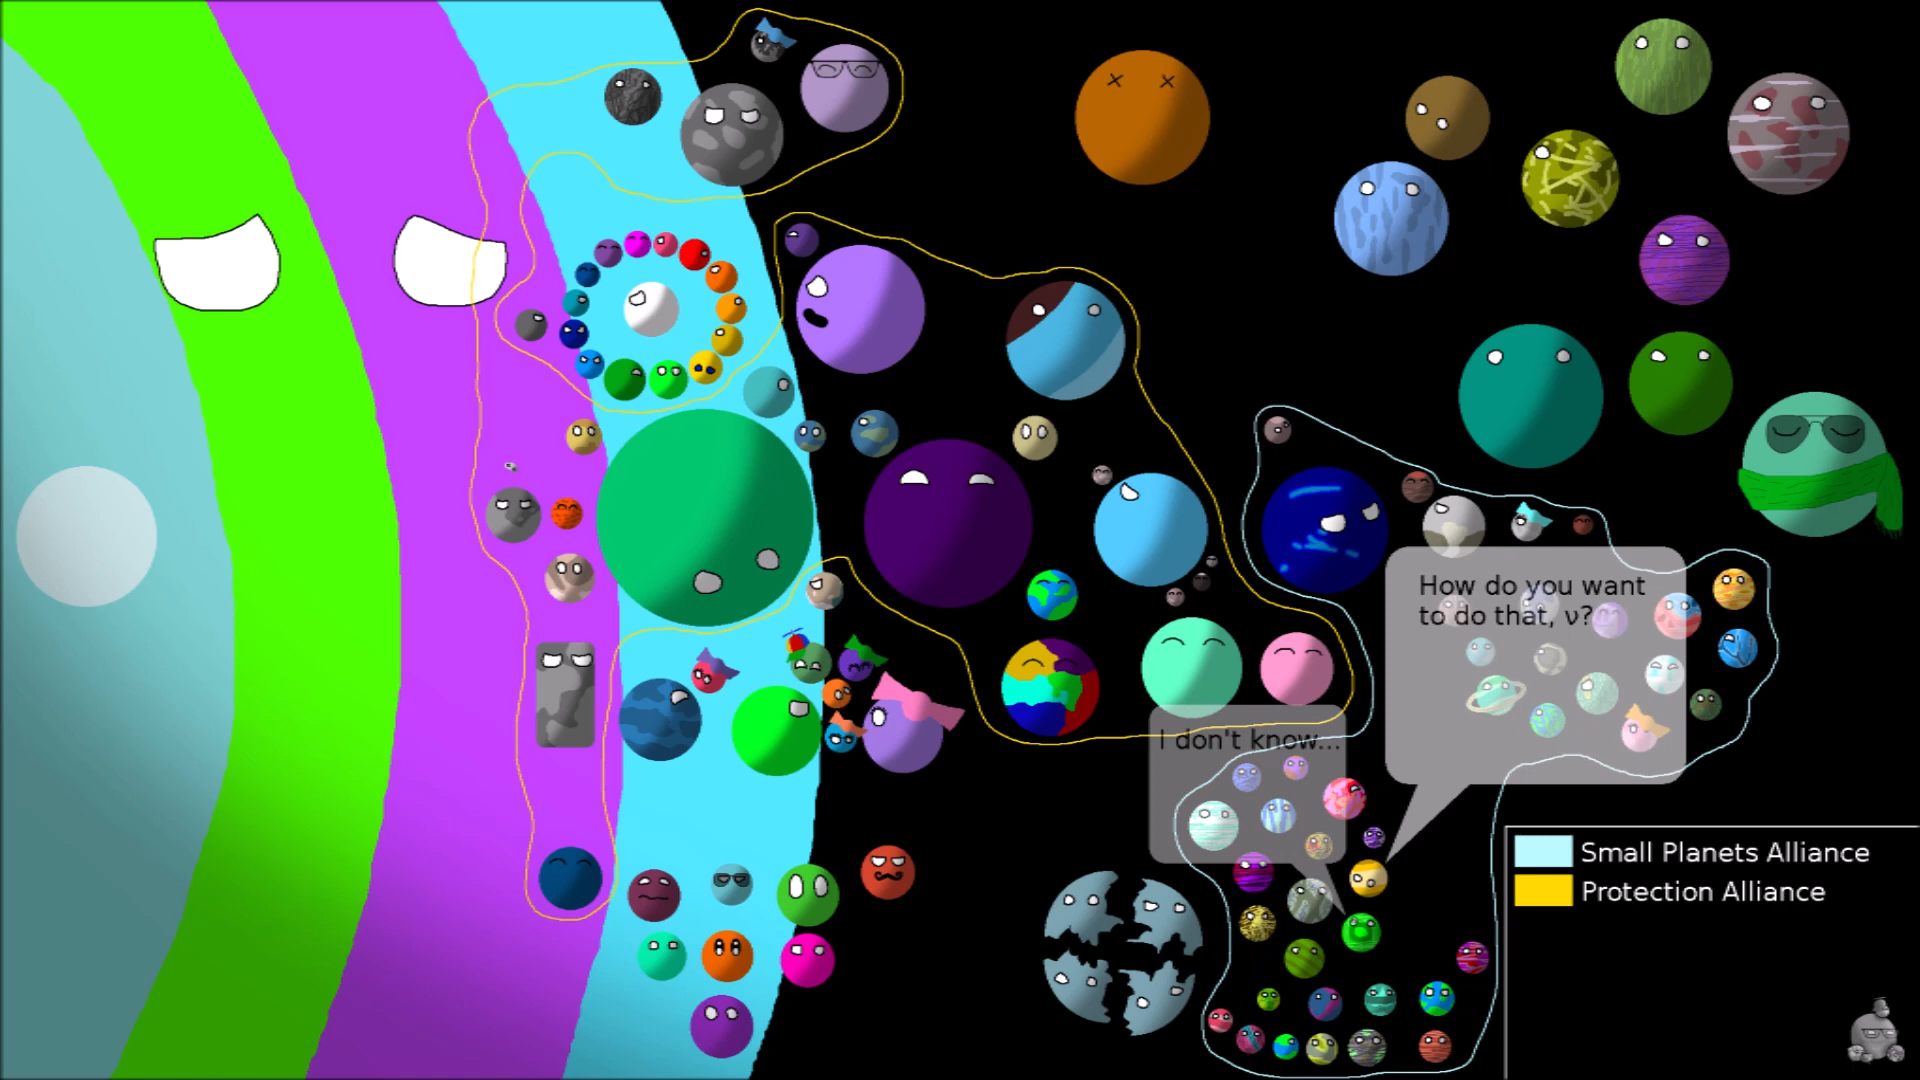 How do you want
to do that, ν?
I don't know...
Small Planets Alliance
Protection Alliance